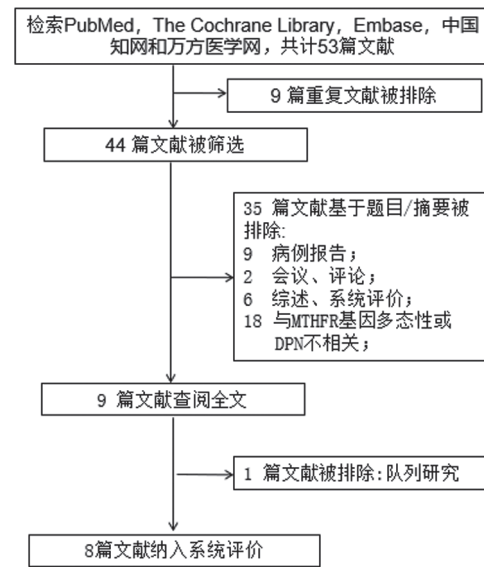 检索PubMed，The Cochrane Library，Embase，中国
知网和万方医学网，共计53篇文献
9 篇重复文献被排除
44 篇文献被筛选
35 篇文献基于题目/摘要被
排除:
9 病例报告；
2 会议、评论；
6 综述、系统评价；
18 与MTHFR基因多态性或
DPN不相关；
9 篇文献查阅全文
1 篇文献被排除:队列研究
8篇文献纳入系统评价